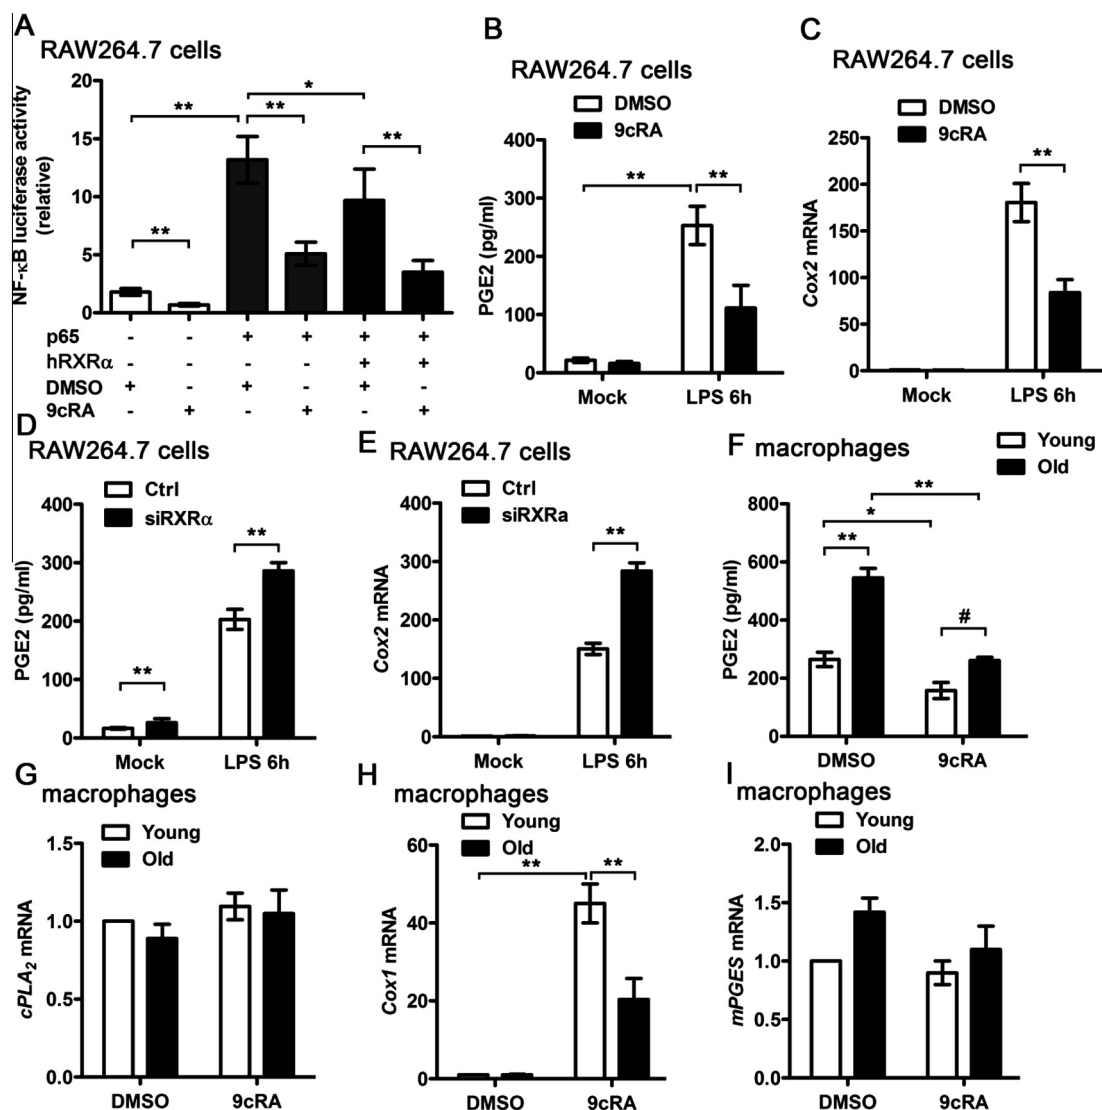 A
RAW264.7 cells
NF-κB luciferase activity
(relative)
20
15
10
5
0
** ** ** * **
p65 - - + + + +
hRXRα - - - - + +
DMSO + - + - + -
9cRA - + - + - +
B
RAW264.7 cells
DMSO
9cRA
PGE2 (pg/ml)
400
300
200
100
0
** **
Mock LPS 6h
C
RAW264.7 cells
DMSO
9cRA
Cox2 mRNA
250
200
150
100
50
0
**
Mock LPS 6h
D
RAW264.7 cells
Ctrl
siRXRα
PGE2 (pg/ml)
400
300
200
100
0
** **
Mock LPS 6h
E
RAW264.7 cells
Ctrl
siRXRa
Cox2 mRNA
400
300
200
100
0
**
Mock LPS 6h
F macrophages
Young
Old
PGE2 (pg/ml)
800
600
400
200
0
**
*
**
#
DMSO 9cRA
G
macrophages
Young
Old
cPLA2 mRNA
1.5
1.0
0.5
0.0
DMSO 9cRA
H
macrophages
Young
Old
Cox1 mRNA
60
40
20
0
** **
DMSO 9cRA
I macrophages
Young
Old
mPGES mRNA
2.0
1.5
1.0
0.5
0.0
DMSO 9cRA